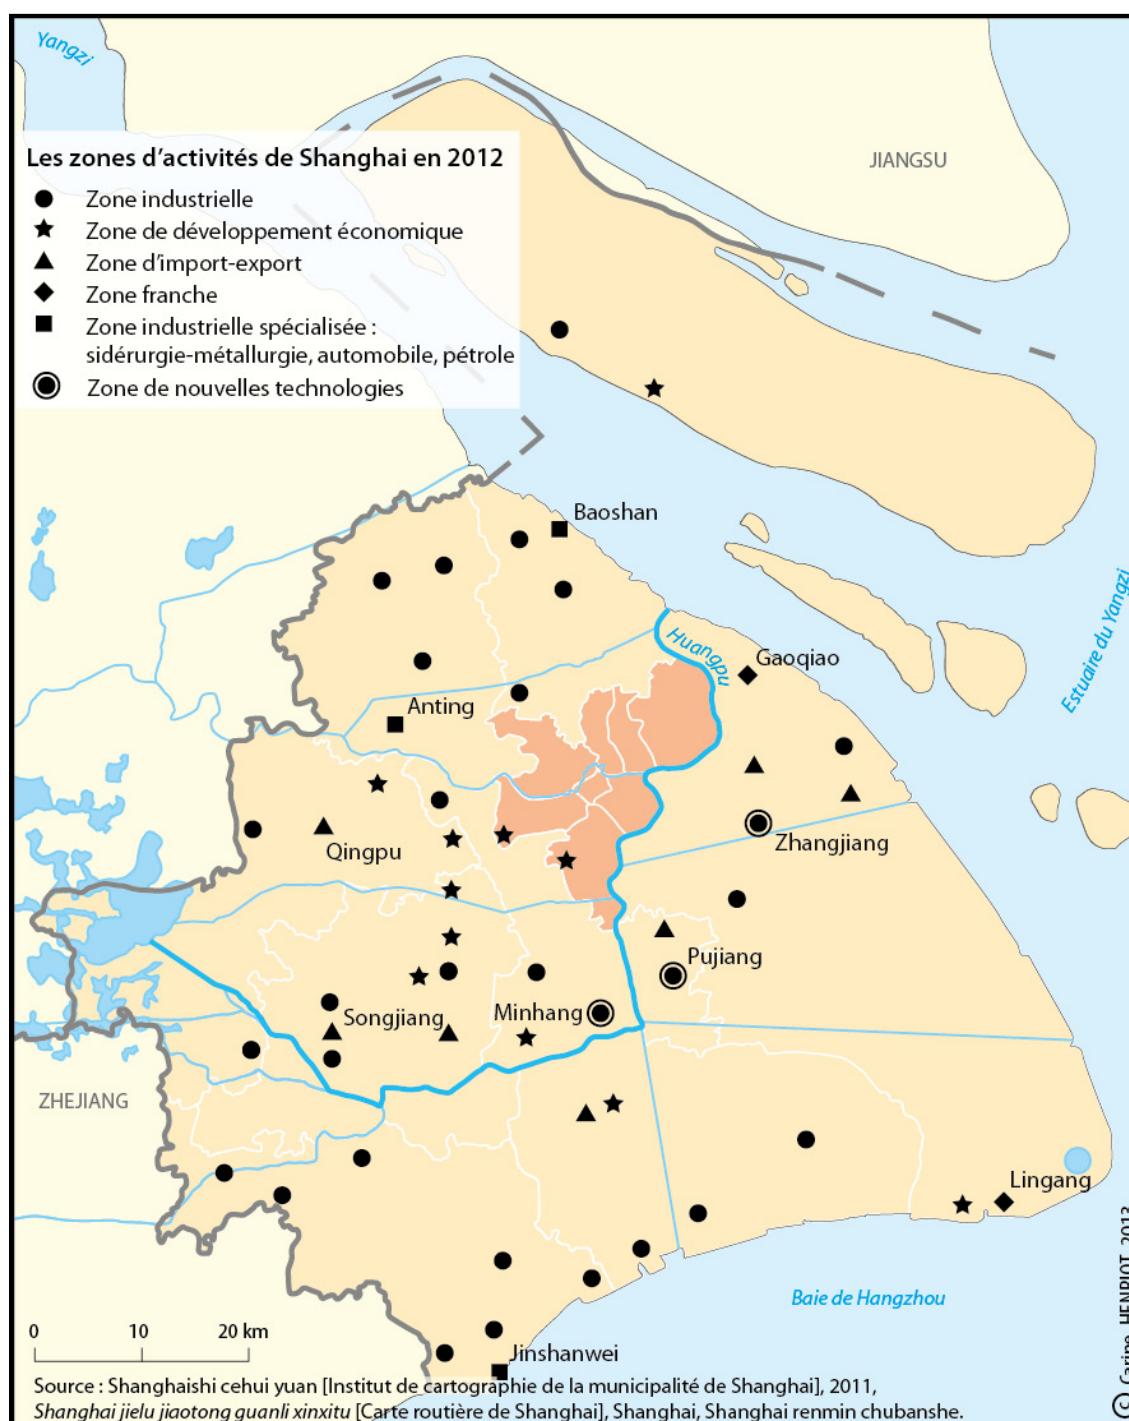 Yangzi
JIANGSU
Les zones d'activités de Shanghai en 2012
Zone industrielle
Zone de développement économique
Zone d'import-export
Zone franche
Zone industrielle spécialisée :
sidérurgie-métallurgie, automobile, pétrole
Zone de nouvelles technologies
Baoshan
Estuaire du Yangzi
Huangpu
Gaoqiao
Anting
Zhangjiang
Qingpu
Pujiang
Songjiang
Minhang
ZHEJIANG
Lingang
Baie de Hangzhou
0 10 20 km
Jinshanwei
Source : Shanghaishi cehui yuan [Institut de cartographie de la municipalité de Shanghai], 2011,
Shanghai jielu jiaotong guanli xinxitu [Carte routière de Shanghai], Shanghai, Shanghai renmin chubanshe.
© Carine HENRIOT 2013